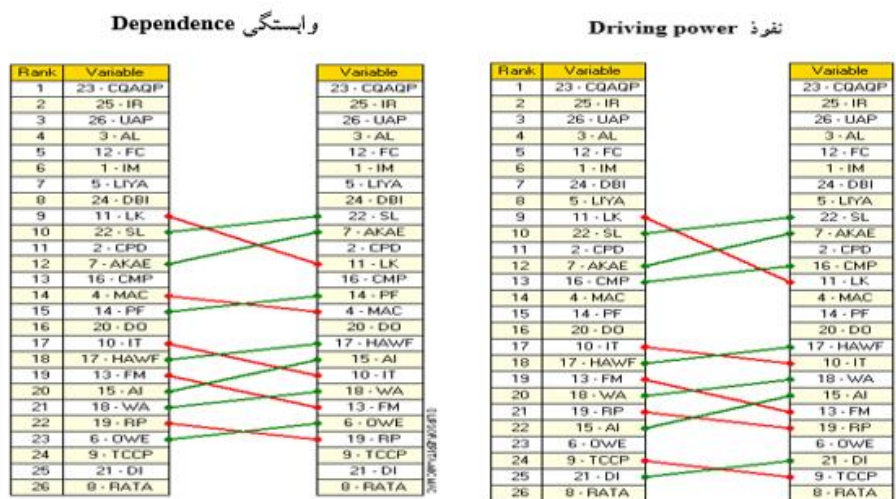 Dependence وابستگی
Rank Variable Variable
1 23 - CQAQP 23 - CQAQP
2 25 - IR 25 - IR
3 26 - UAP 26 - UAP
4 3 - AL 3 - AL
5 12 - FC 12 - FC
6 1 - IM 1 - IM
7 5 - LIYA 5 - LIYA
8 24 - DBI 24 - DBI
9 11 - LK 22 - SL
10 22 - SL 7 - AKAE
11 2 - CPD 2 - CPD
12 7 - AKAE 11 - LK
13 16 - CMP 16 - CMP
14 4 - MAC 14 - PF
15 14 - PF 4 - MAC
16 20 - DO 20 - DO
17 10 - IT 17 - HAWF
18 17 - HAWF 15 - AI
19 13 - FM 10 - IT
20 15 - AI 18 - WA
21 18 - WA 13 - FM
22 19 - RP 6 - OWE
23 6 - OWE 19 - RP
24 9 - TCCP 9 - TCCP
25 21 - DI 21 - DI
26 8 - RATA 8 - RATA
Driving power نفوذ
Rank Variable Variable
1 23 - CQAQP 23 - CQAQP
2 25 - IR 25 - IR
3 26 - UAP 26 - UAP
4 3 - AL 3 - AL
5 12 - FC 12 - FC
6 1 - IM 1 - IM
7 24 - DBI 24 - DBI
8 5 - LIYA 5 - LIYA
9 11 - LK 22 - SL
10 22 - SL 7 - AKAE
11 2 - CPD 2 - CPD
12 7 - AKAE 16 - CMP
13 16 - CMP 11 - LK
14 4 - MAC 4 - MAC
15 14 - PF 14 - PF
16 20 - DO 20 - DO
17 10 - IT 17 - HAWF
18 17 - HAWF 10 - IT
19 13 - FM 18 - WA
20 18 - WA 15 - AI
21 19 - RP 13 - FM
22 15 - AI 19 - RP
23 6 - OWE 6 - OWE
24 9 - TCCP 21 - DI
25 21 - DI 9 - TCCP
26 8 - RATA 8 - RATA